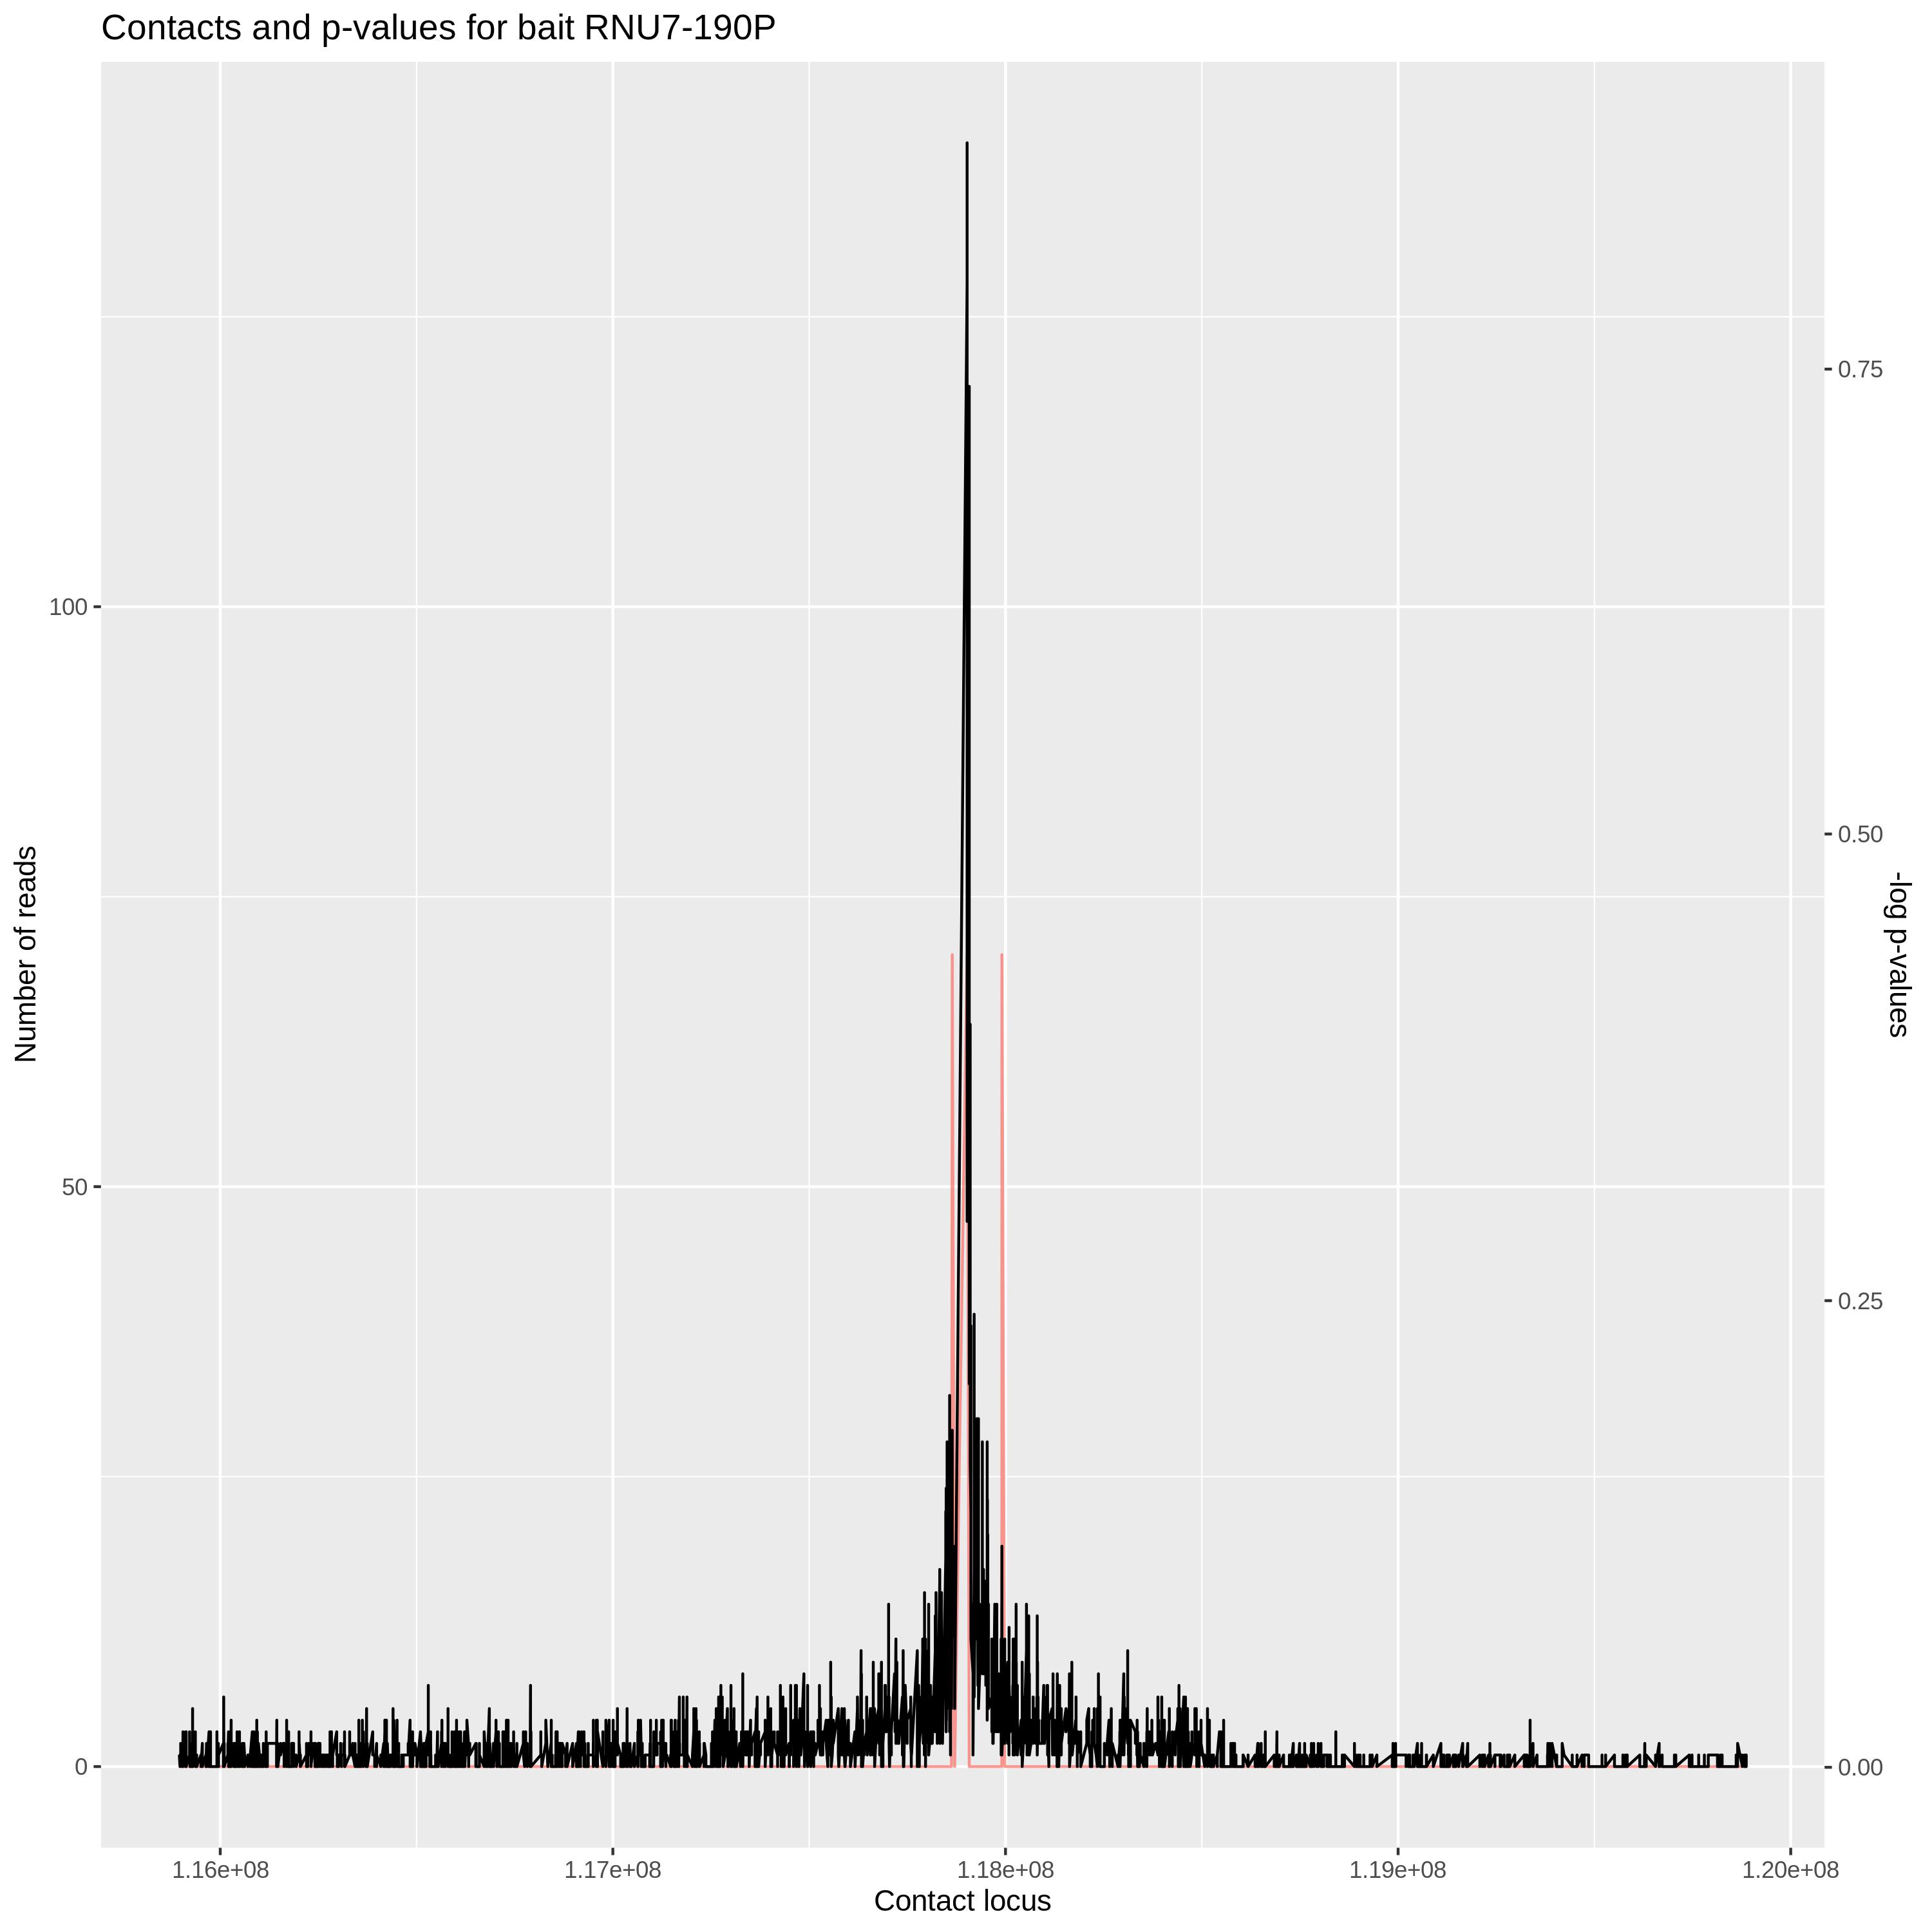 Contacts and p-values for bait RNU7-190P
100
50
0
Number of reads
0.75
0.50
0.25
0.00
-log p-values
1.16e+08
1.17e+08
1.18e+08
1.19e+08
1.20e+08
Contact locus